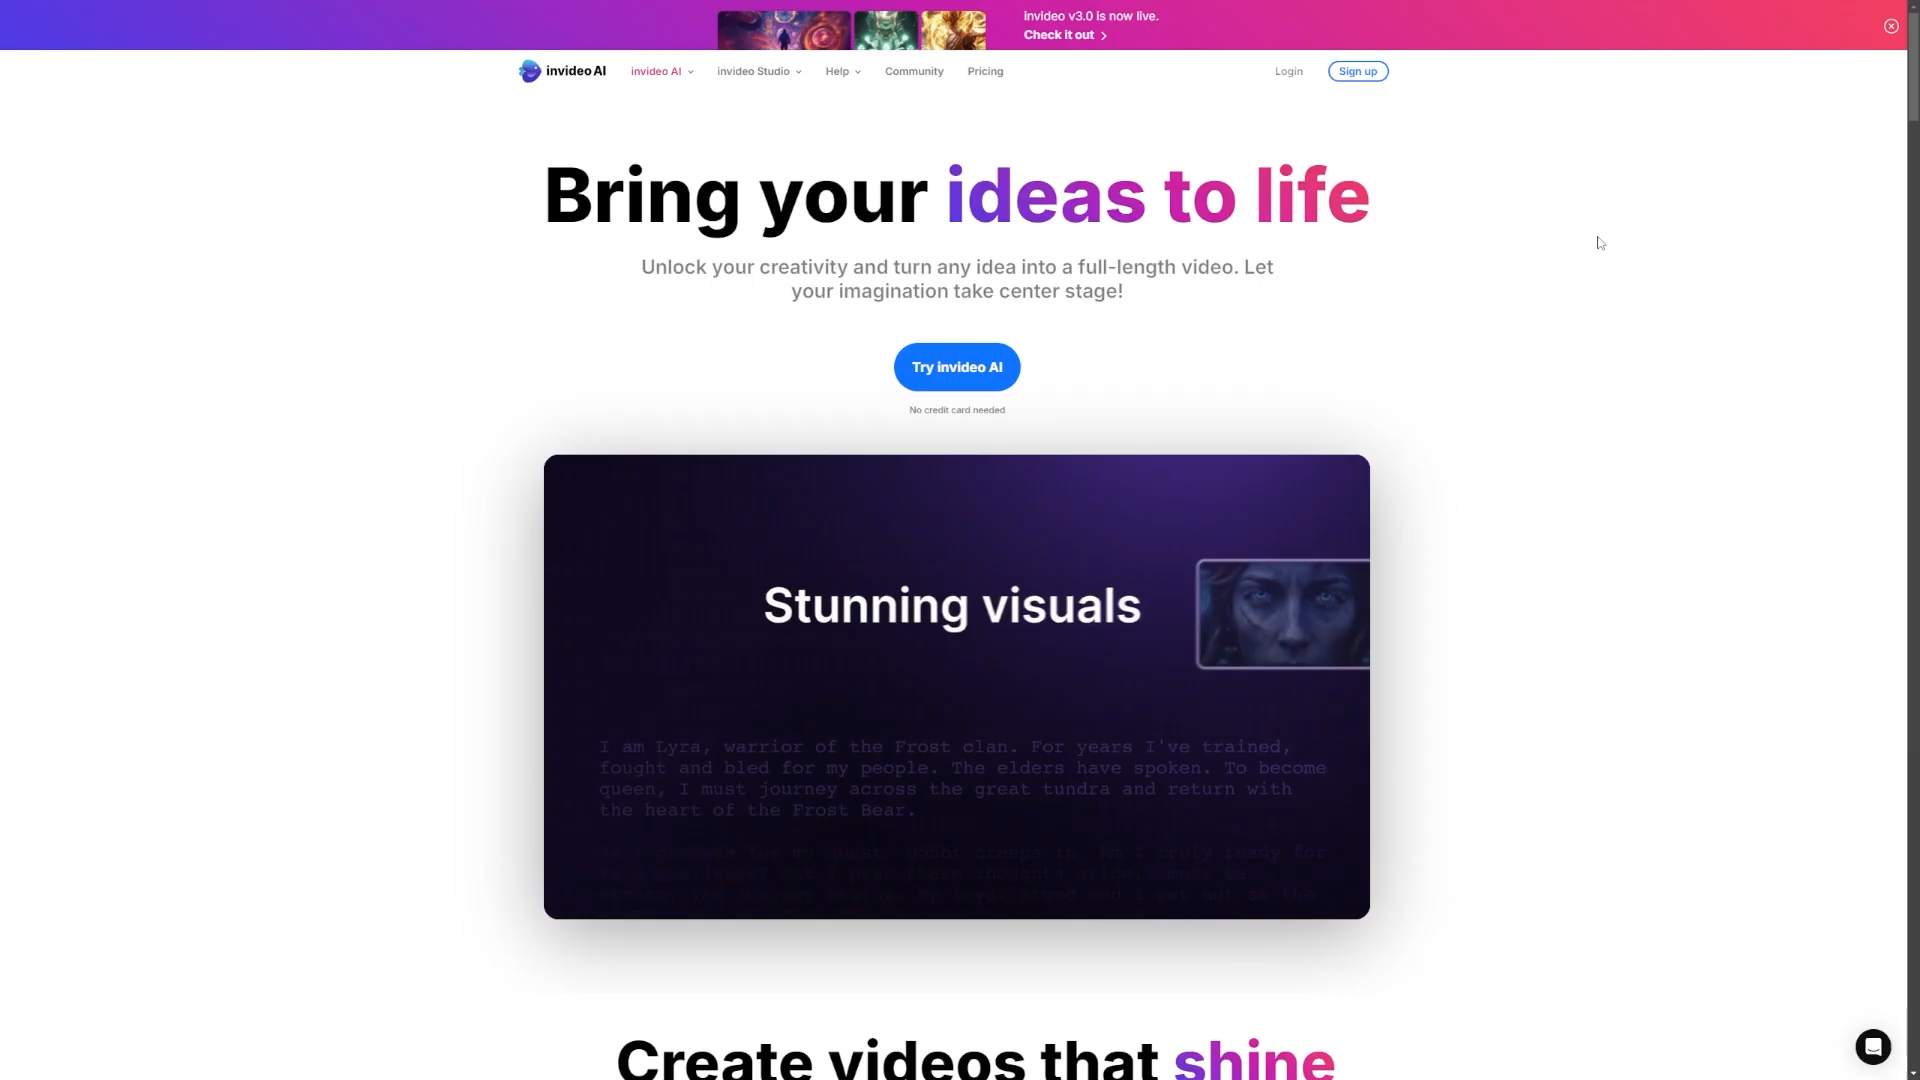 invideo v3.0 is now live.
Check it out
invideo AI
invideo AI
invideo Studio
Help
Community
Pricing
Login
Sign up
Bring your ideas to life
Unlock your creativity and turn any idea into a full-length video. Let
your imagination take center stage!
Try invideo AI
No credit card needed
Stunning visuals
I am Lyra, warrior of the Frost clan. For years I've trained,
fought and bled for my people. The elders have spoken. To become
queen, I must journey across the great tundra and return with
the heart of the Frost Bear.
Create videos that shine